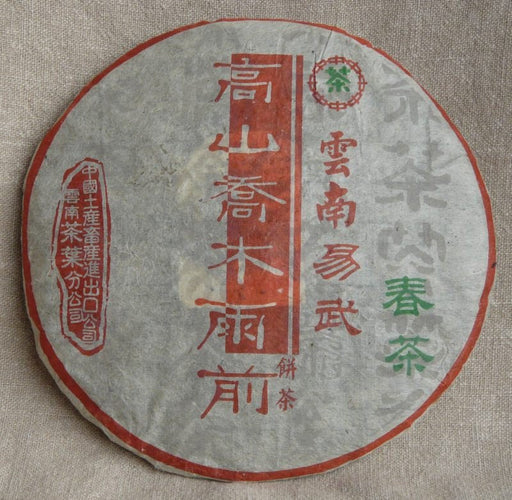 春茶
茶
雲南易武
高山喬木雨前
餅茶
中國土產畜產進出口公司
雲南茶葉分公司